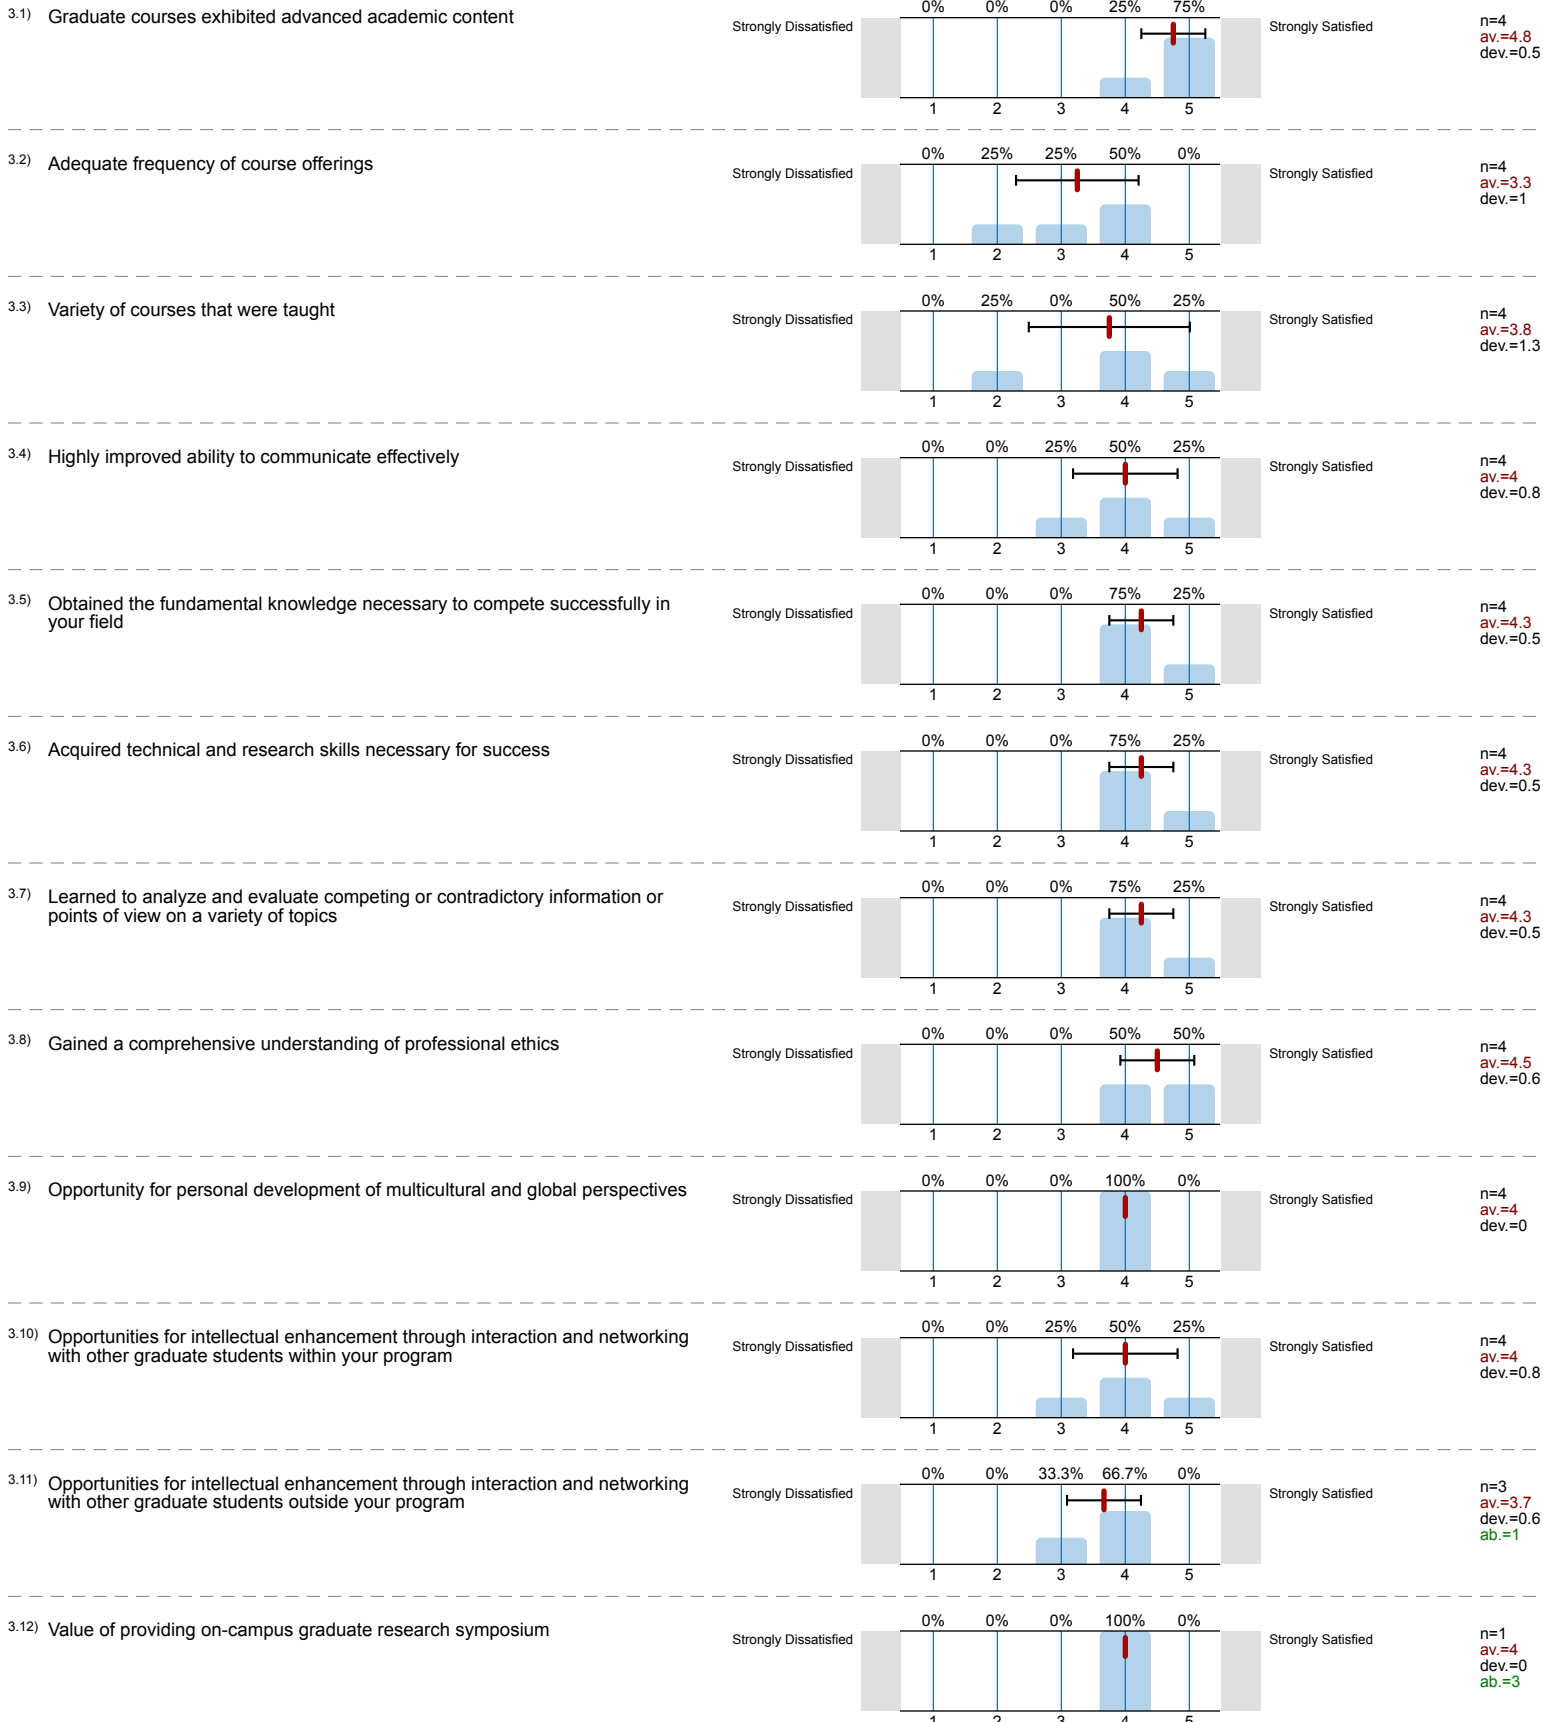 3.1) Graduate courses exhibited advanced academic content
0% 0% 0% 25% 75%
Strongly Dissatisfied Strongly Satisfied
n=4
av.=4.8
dev.=0.5
1 2 3 4 5
3.2) Adequate frequency of course offerings
0% 25% 25% 50% 0%
Strongly Dissatisfied Strongly Satisfied
n=4
av.=3.3
dev.=1
1 2 3 4 5
3.3) Variety of courses that were taught
0% 25% 0% 50% 25%
Strongly Dissatisfied Strongly Satisfied
n=4
av.=3.8
dev.=1.3
1 2 3 4 5
3.4) Highly improved ability to communicate effectively
0% 0% 25% 50% 25%
Strongly Dissatisfied Strongly Satisfied
n=4
av.=4
dev.=0.8
1 2 3 4 5
3.5) Obtained the fundamental knowledge necessary to compete successfully in
your field
0% 0% 0% 75% 25%
Strongly Dissatisfied Strongly Satisfied
n=4
av.=4.3
dev.=0.5
1 2 3 4 5
3.6) Acquired technical and research skills necessary for success
0% 0% 0% 75% 25%
Strongly Dissatisfied Strongly Satisfied
n=4
av.=4.3
dev.=0.5
1 2 3 4 5
3.7) Learned to analyze and evaluate competing or contradictory information or
points of view on a variety of topics
0% 0% 0% 75% 25%
Strongly Dissatisfied Strongly Satisfied
n=4
av.=4.3
dev.=0.5
1 2 3 4 5
3.8) Gained a comprehensive understanding of professional ethics
0% 0% 0% 50% 50%
Strongly Dissatisfied Strongly Satisfied
n=4
av.=4.5
dev.=0.6
1 2 3 4 5
3.9) Opportunity for personal development of multicultural and global perspectives
0% 0% 0% 100% 0%
Strongly Dissatisfied Strongly Satisfied
n=4
av.=4
dev.=0
1 2 3 4 5
3.10) Opportunities for intellectual enhancement through interaction and networking
with other graduate students within your program
0% 0% 25% 50% 25%
Strongly Dissatisfied Strongly Satisfied
n=4
av.=4
dev.=0.8
1 2 3 4 5
3.11) Opportunities for intellectual enhancement through interaction and networking
with other graduate students outside your program
0% 0% 33.3% 66.7% 0%
Strongly Dissatisfied Strongly Satisfied
n=3
av.=3.7
dev.=0.6
ab.=1
1 2 3 4 5
3.12) Value of providing on-campus graduate research symposium
0% 0% 0% 100% 0%
Strongly Dissatisfied Strongly Satisfied
n=1
av.=4
dev.=0
ab.=3
1 2 3 4 5